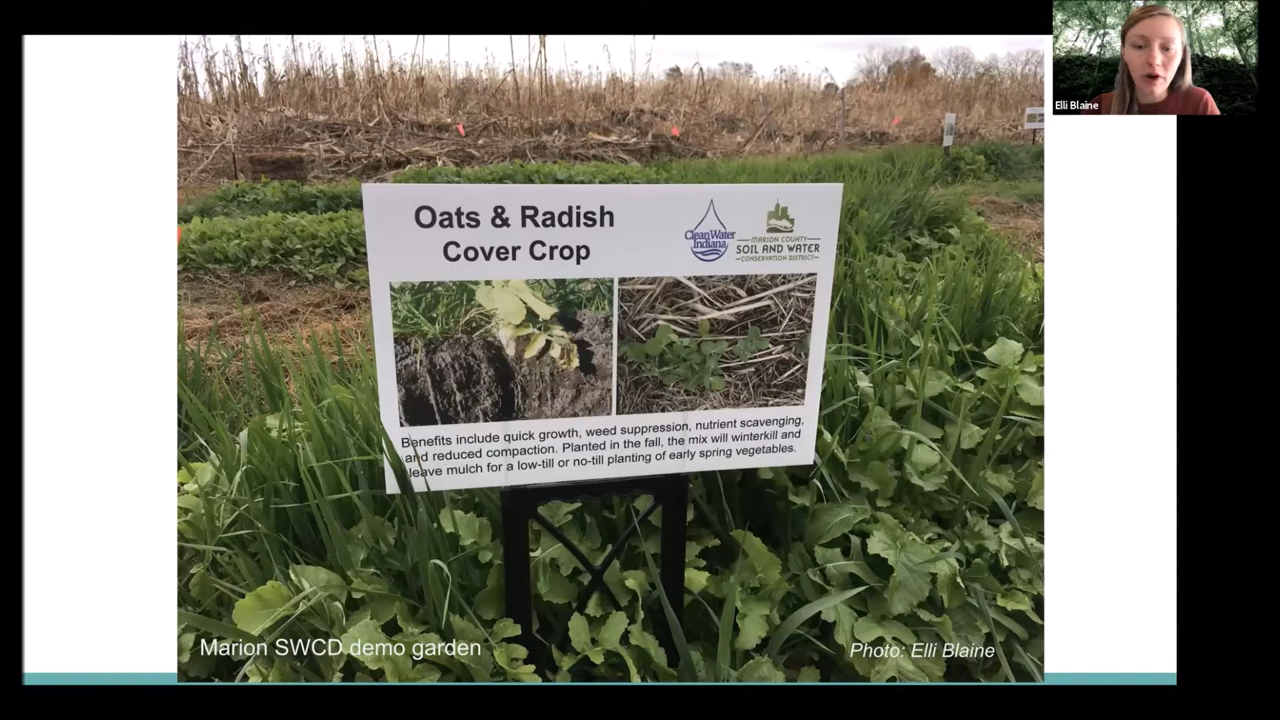 Elli Blaine
Oats & Radish
Cover Crop
Clean Water
Indiana
MARION COUNTY
SOIL AND WATER
CONSERVATION DISTRICT
Benefits include quick growth, weed suppression, nutrient scavenging,
and reduced compaction. Planted in the fall, the mix will winterkill and
leave mulch for a low-till or no-till planting of early spring vegetables.
Marion SWCD demo garden
Photo: Elli Blaine